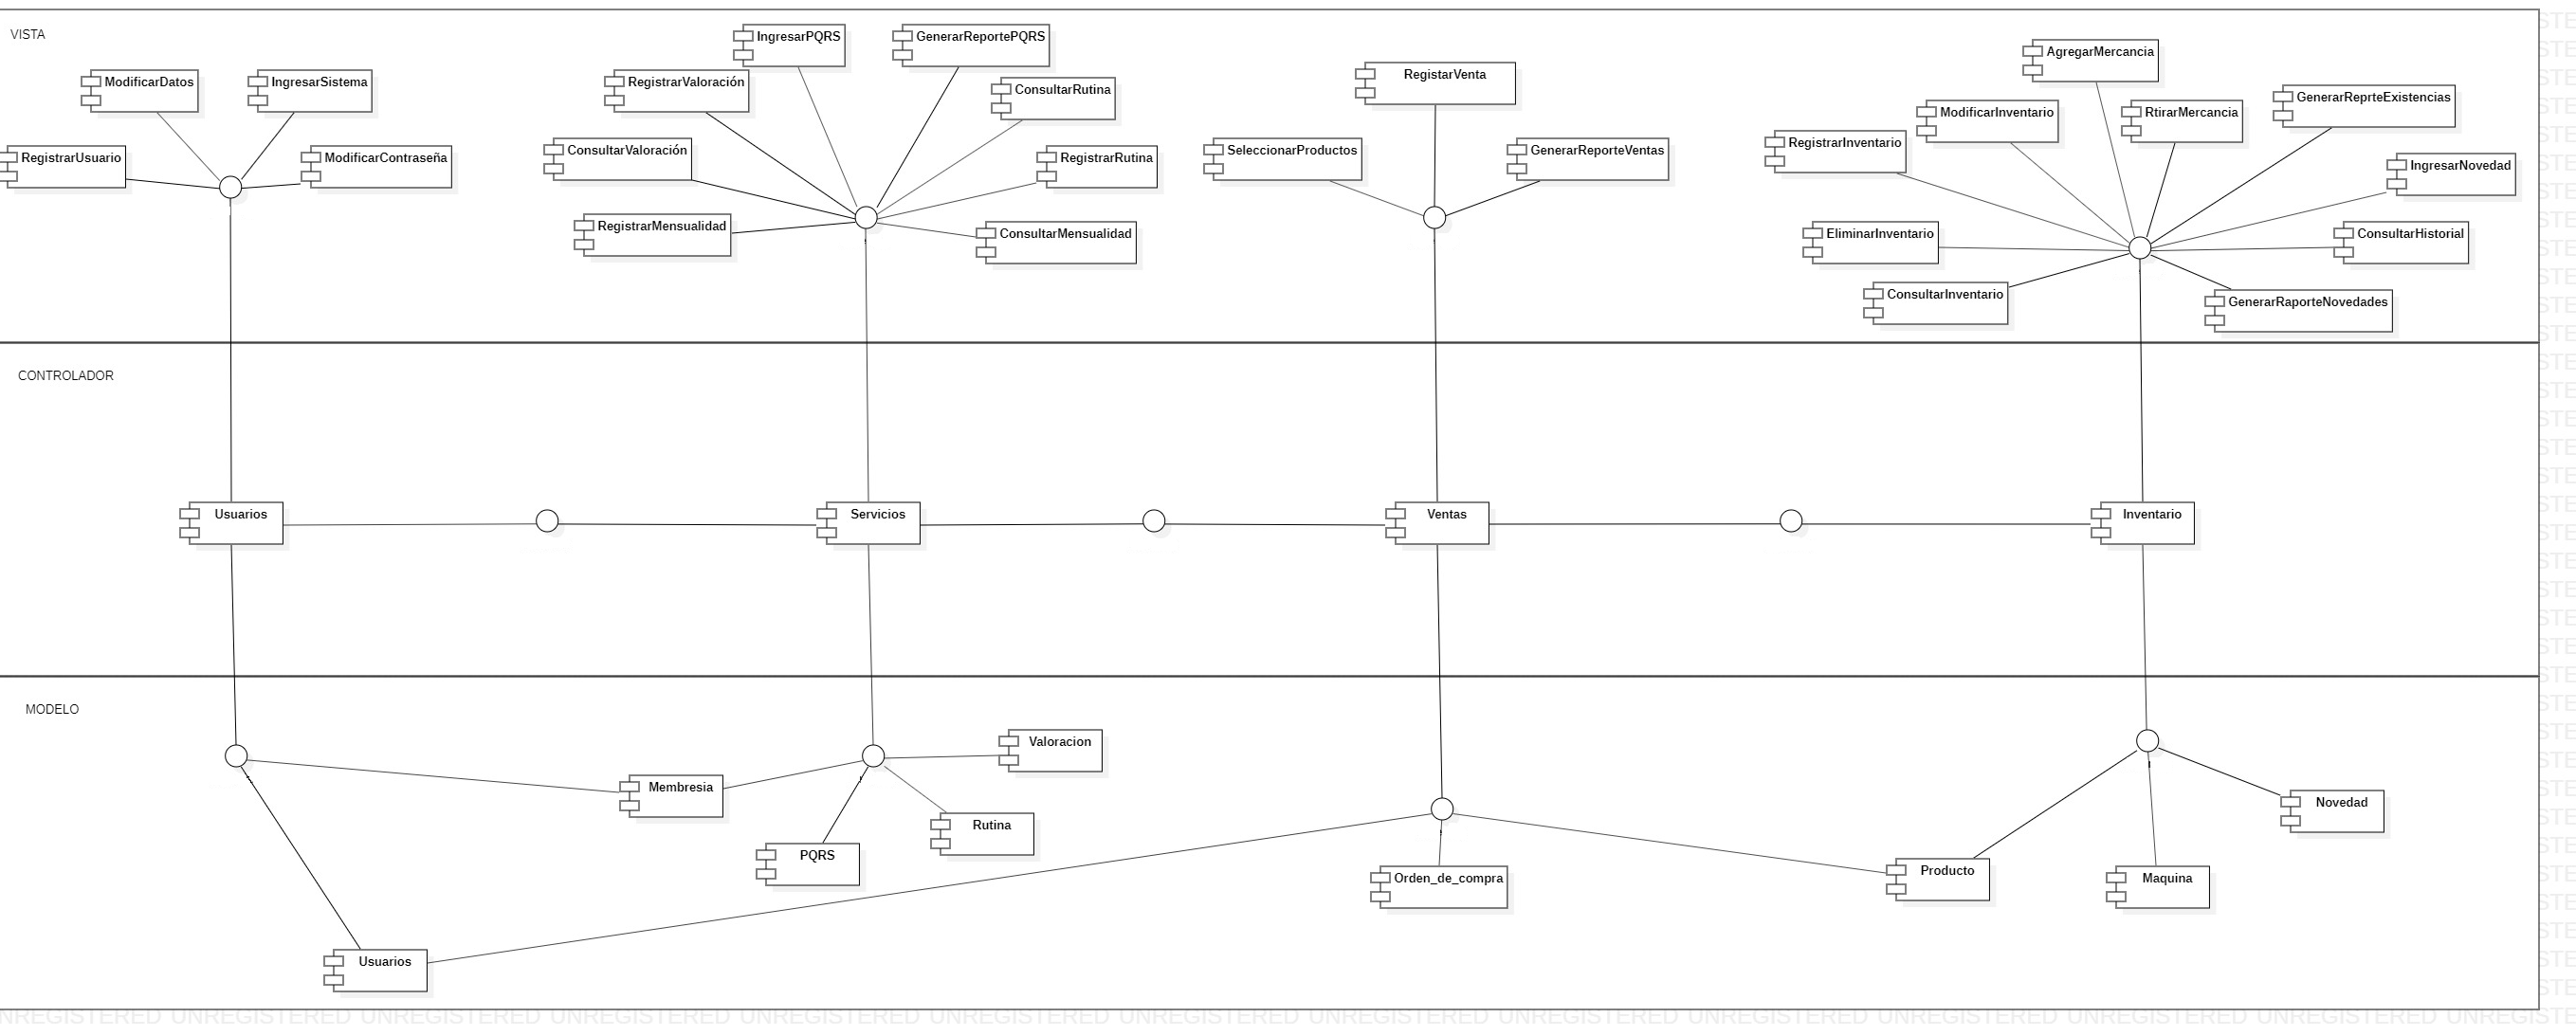 VISTA
IngresarPQRS
GenerarReportePQRS
ModificarDatos
IngresarSistema
RegistrarUsuario
ModificarContraseña
RegistrarValoración
ConsultarRutina
ConsultarValoración
RegistrarRutina
RegistrarMensualidad
ConsultarMensualidad
RegistarVenta
SeleccionarProductos
GenerarReporteVentas
AgregarMercancia
ModificarInventario
RtirarMercancia
GenerarReprteExistencias
RegistrarInventario
IngresarNovedad
EliminarInventario
ConsultarHistorial
ConsultarInventario
GenerarRaporteNovedades
CONTROLADOR
Usuarios
Servicios
Ventas
Inventario
MODELO
Valoracion
Membresia
Rutina
PQRS
Orden_de_compra
Producto
Maquina
Novedad
Usuarios
UNREGISTERED UNREGISTERED UNREGISTERED UNREGISTERED UNREGISTERED UNREGISTERED UNREGISTERED UNREGISTERED UNREGISTERED UNREGISTERED UNREGISTERED UNREGISTERED UNREGISTERED